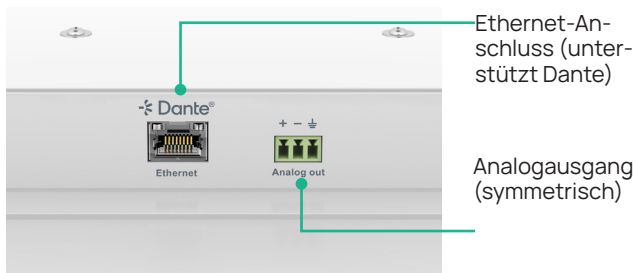 Ethernet-An-
schluss (unter-
stützt Dante)
Dante®
+ − ⏚
Ethernet
Analog out
Analogausgang
(symmetrisch)